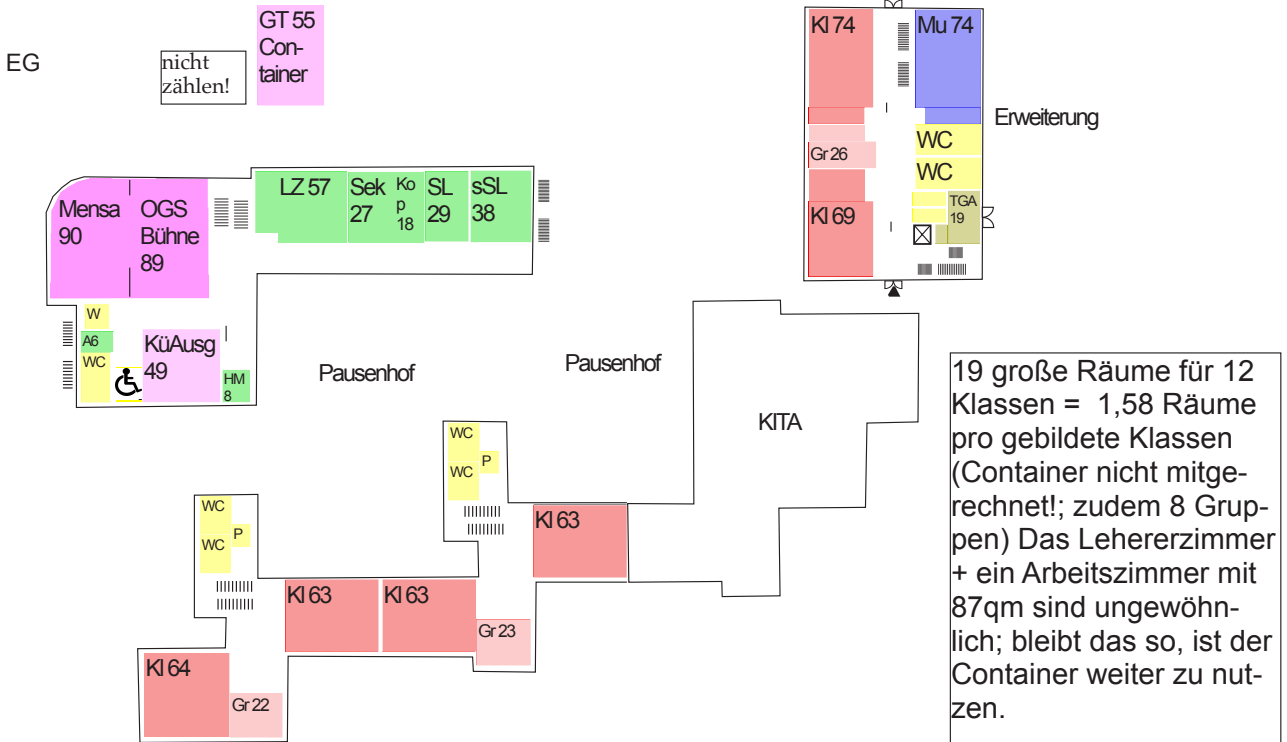 EG
nicht
zählen!
GT 55
Con-
tainer
Kl 74
Mu 74
Erweiterung
Gr 26
WC
WC
Kl 69
TGA
19
Mensa
90
OGS
Bühne
89
LZ 57
Sek
27
Ko
p
18
SL
29
sSL
38
W
A6
WC
KüAusg
49
HM
8
Pausenhof
Pausenhof
KITA
WC
WC
P
WC
WC
P
Kl 63
Kl 63
Kl 63
Gr 23
Kl 64
Gr 22
19 große Räume für 12
Klassen =  1,58 Räume
pro gebildete Klassen
(Container nicht mitge-
rechnet!; zudem 8 Grup-
pen) Das Lehererzimmer
+ ein Arbeitszimmer mit
87qm sind ungewöhn-
lich; bleibt das so, ist der
Container weiter zu nut-
zen.